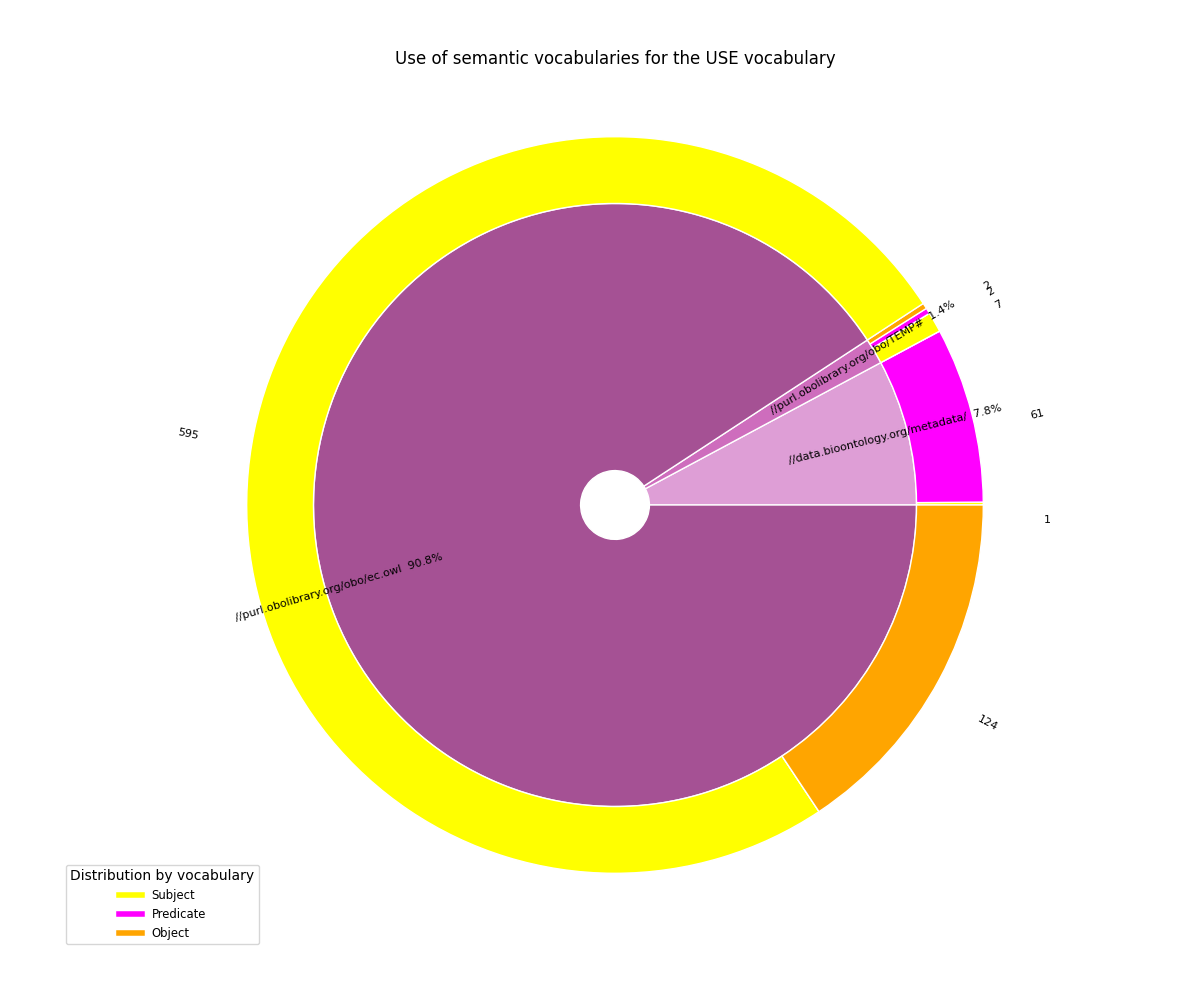 Use of semantic vocabularies for the USE vocabulary
2
2
7
//purl.obolibrary.org/obo/TEMP# 1.4%
61
//data.bioontology.org/metadata/ 7.8%
595
1
//purl.obolibrary.org/obo/ec.owl 90.8%
124
Distribution by vocabulary
Subject
Predicate
Object